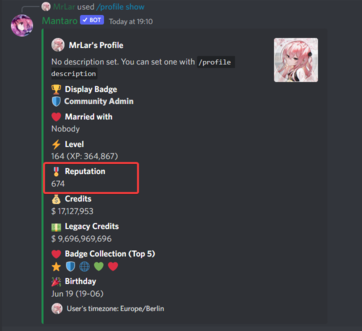 MrLar used /profile show
Mantaro ✓ BOT Today at 19:10
MrLar's Profile
No description set. You can set one with /profile
description
Display Badge
Community Admin
Married with
Nobody
Level
164 (XP: 364,867)
Reputation
674
Credits
$ 17,127,953
Legacy Credits
$ 9,696,969,696
Badge Collection (Top 5)
Birthday
Jun 19 (19-06)
User's timezone: Europe/Berlin